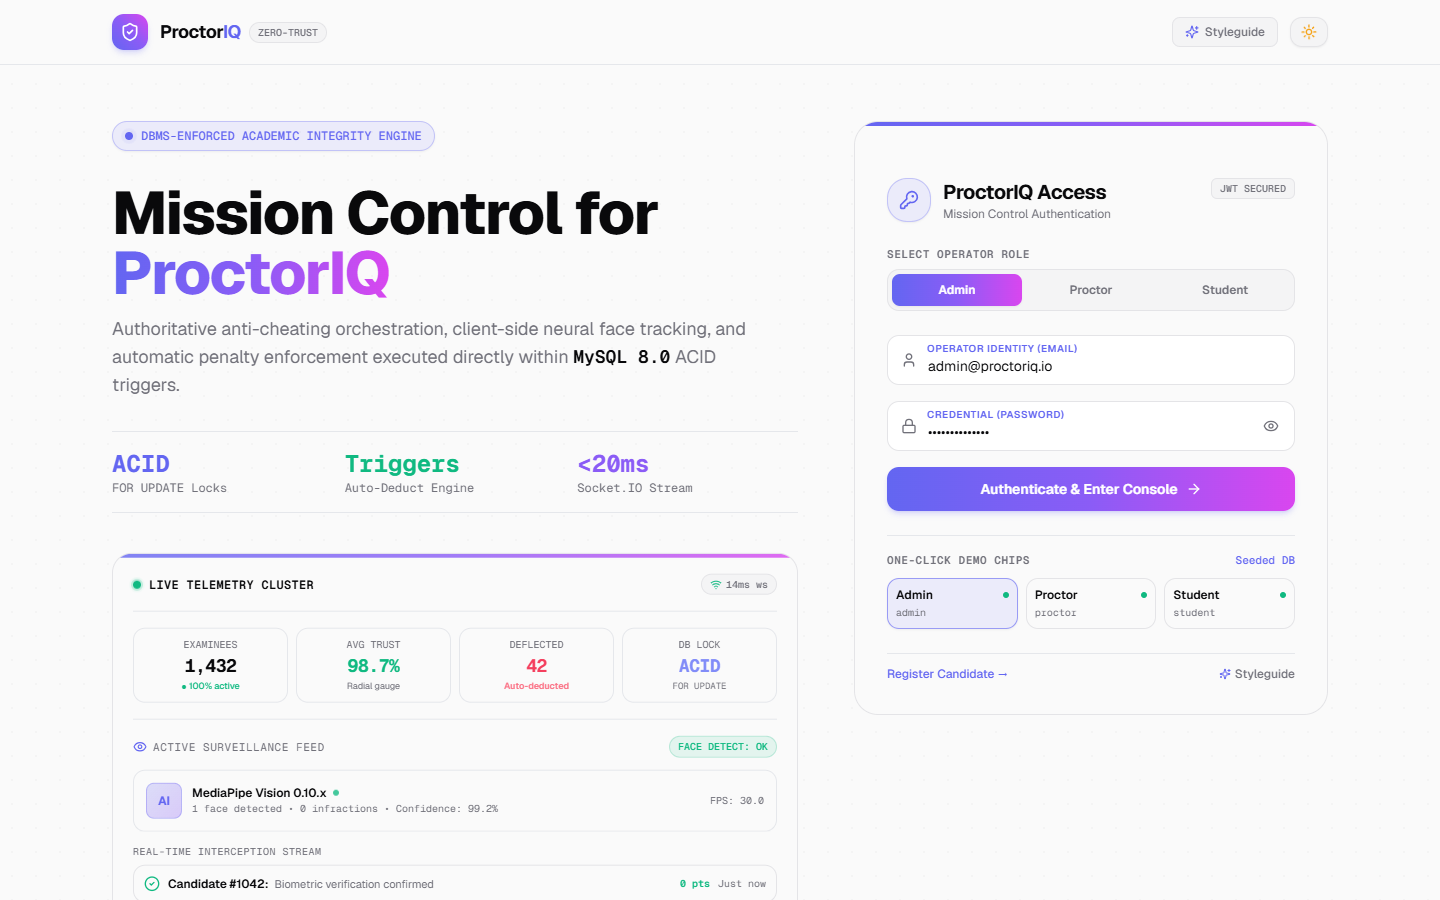 ProctorIQ
ZERO-TRUST
Styleguide
DBMS-ENFORCED ACADEMIC INTEGRITY ENGINE
Mission Control for
ProctorIQ
Authoritative anti-cheating orchestration, client-side neural face tracking, and
automatic penalty enforcement executed directly within MySQL 8.0 ACID
triggers.
ACID
FOR UPDATE Locks
Triggers
Auto-Deduct Engine
<20ms
Socket.IO Stream
LIVE TELEMETRY CLUSTER
14ms ws
EXAMINEES
1,432
● 100% active
AVG TRUST
98.7%
Radial gauge
DEFLECTED
42
Auto-deducted
DB LOCK
ACID
FOR UPDATE
ACTIVE SURVEILLANCE FEED
FACE DETECT: OK
AI
MediaPipe Vision 0.10.x
1 face detected • 0 infractions • Confidence: 99.2%
FPS: 30.0
REAL-TIME INTERCEPTION STREAM
Candidate #1042: Biometric verification confirmed
0 pts Just now
ProctorIQ Access
Mission Control Authentication
JWT SECURED
SELECT OPERATOR ROLE
Admin
Proctor
Student
OPERATOR IDENTITY (EMAIL)
admin@proctoriq.io
CREDENTIAL (PASSWORD)
••••••••••••••
Authenticate & Enter Console →
ONE-CLICK DEMO CHIPS
Seeded DB
Admin
admin
Proctor
proctor
Student
student
Register Candidate →
Styleguide